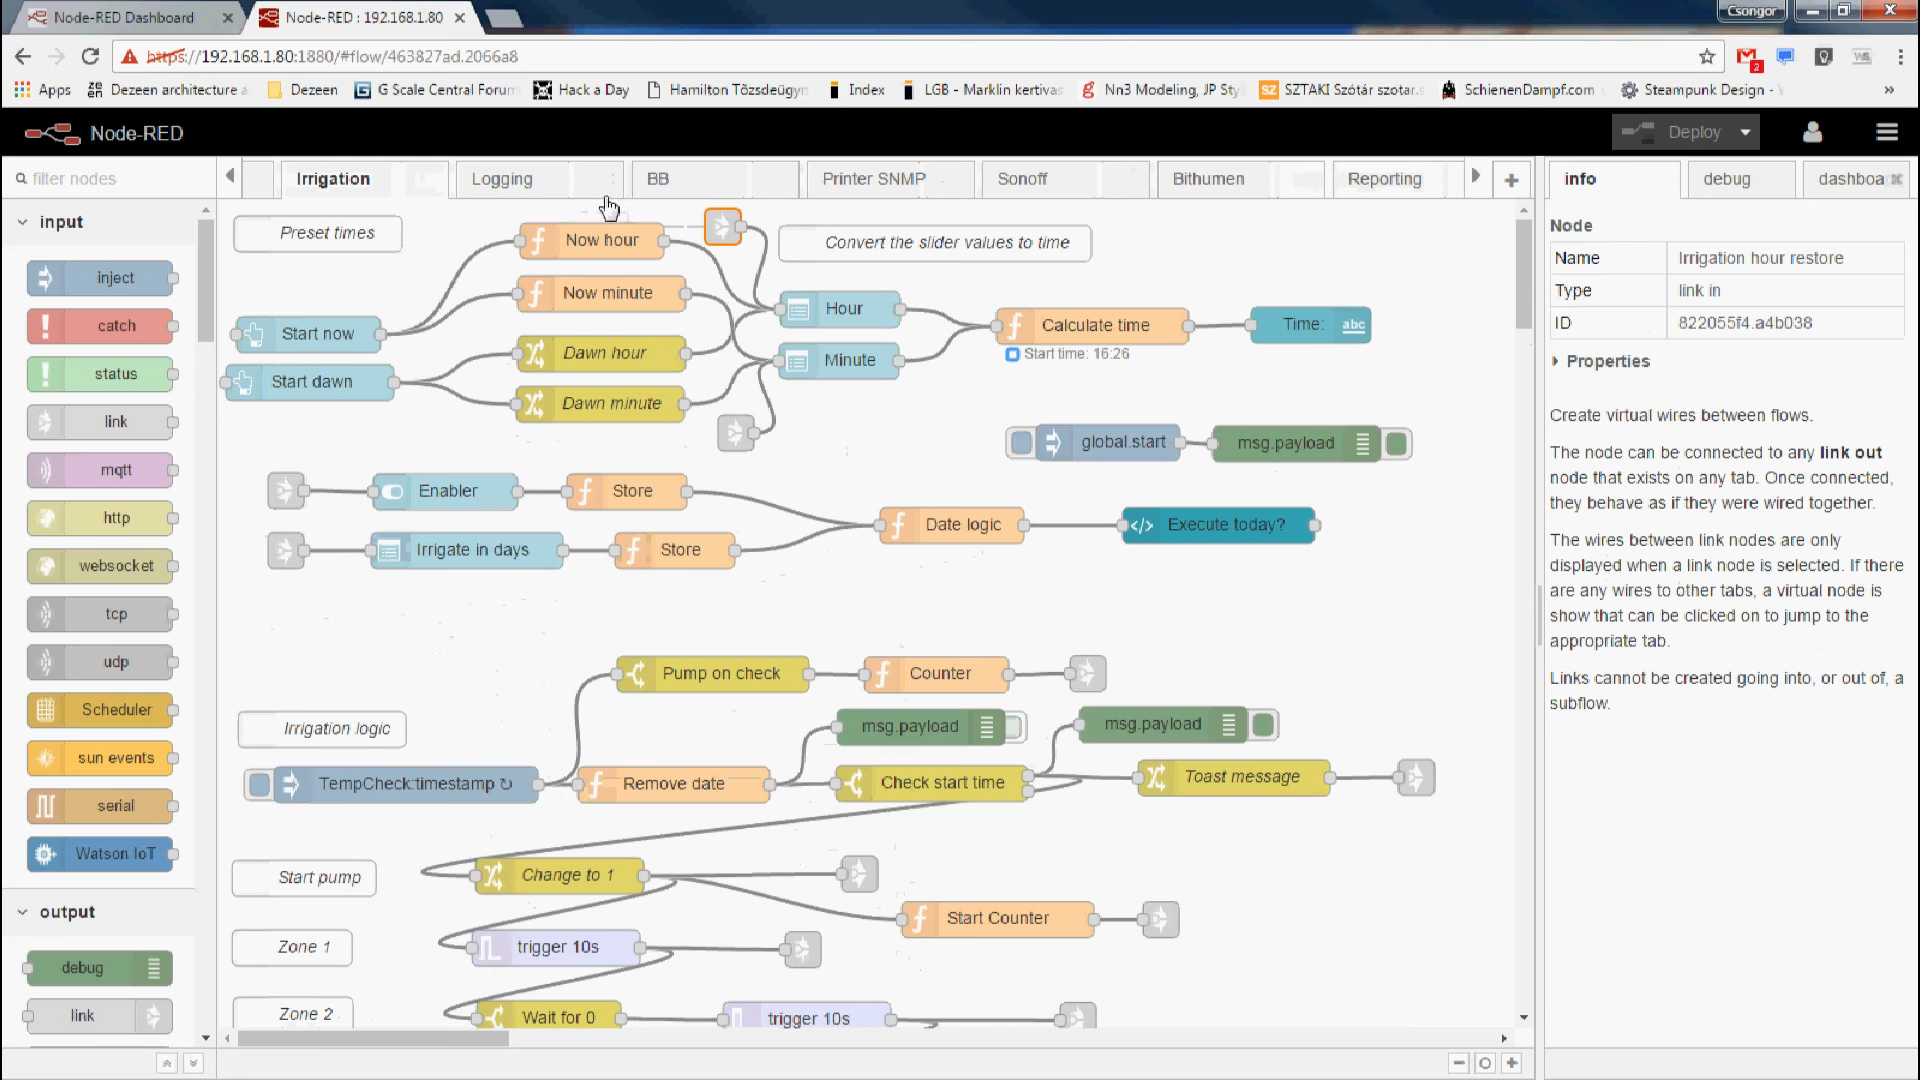 Node-RED Dashboard
Node-RED : 192.168.1.80
Csongor
https://192.168.1.80:1880/#flow/463827ad.2066a8
2
Apps
Dezeen architecture a
Dezeen
G Scale Central Forum
Hack a Day
Hamilton Tőzsdeügyn
Index
LGB - Marklin kertivas
Nn3 Modeling, JP Sty
SZ SZTAKI Szótár szotar.s
SchienenDampf.com
Steampunk Design -
»
Node-RED
Deploy
filter nodes
Irrigation
Logging
BB
Printer SNMP
Sonoff
Bithumen
Reporting
info
debug
dashboa
input
inject
catch
status
link
mqtt
http
websocket
tcp
udp
Scheduler
sun events
serial
Watson IoT
output
debug
link
Preset times
Now hour
Convert the slider values to time
Now minute
Start now
Hour
Calculate time
Time: abc
Start time: 16:26
Dawn hour
Minute
Start dawn
Dawn minute
global.start
msg.payload
Enabler
Store
Date logic
Execute today?
Irrigate in days
Store
Pump on check
Counter
Irrigation logic
msg.payload
msg.payload
TempCheck:timestamp ↻
Remove date
Check start time
Toast message
Start pump
Change to 1
Start Counter
Zone 1
trigger 10s
Zone 2
Wait for 0
trigger 10s
Node
Name Irrigation hour restore
Type link in
ID 822055f4.a4b038
Properties
Create virtual wires between flows.
The node can be connected to any link out
node that exists on any tab. Once connected,
they behave as if they were wired together.
The wires between link nodes are only
displayed when a link node is selected. If there
are any wires to other tabs, a virtual node is
show that can be clicked on to jump to the
appropriate tab.
Links cannot be created going into, or out of, a
subflow.